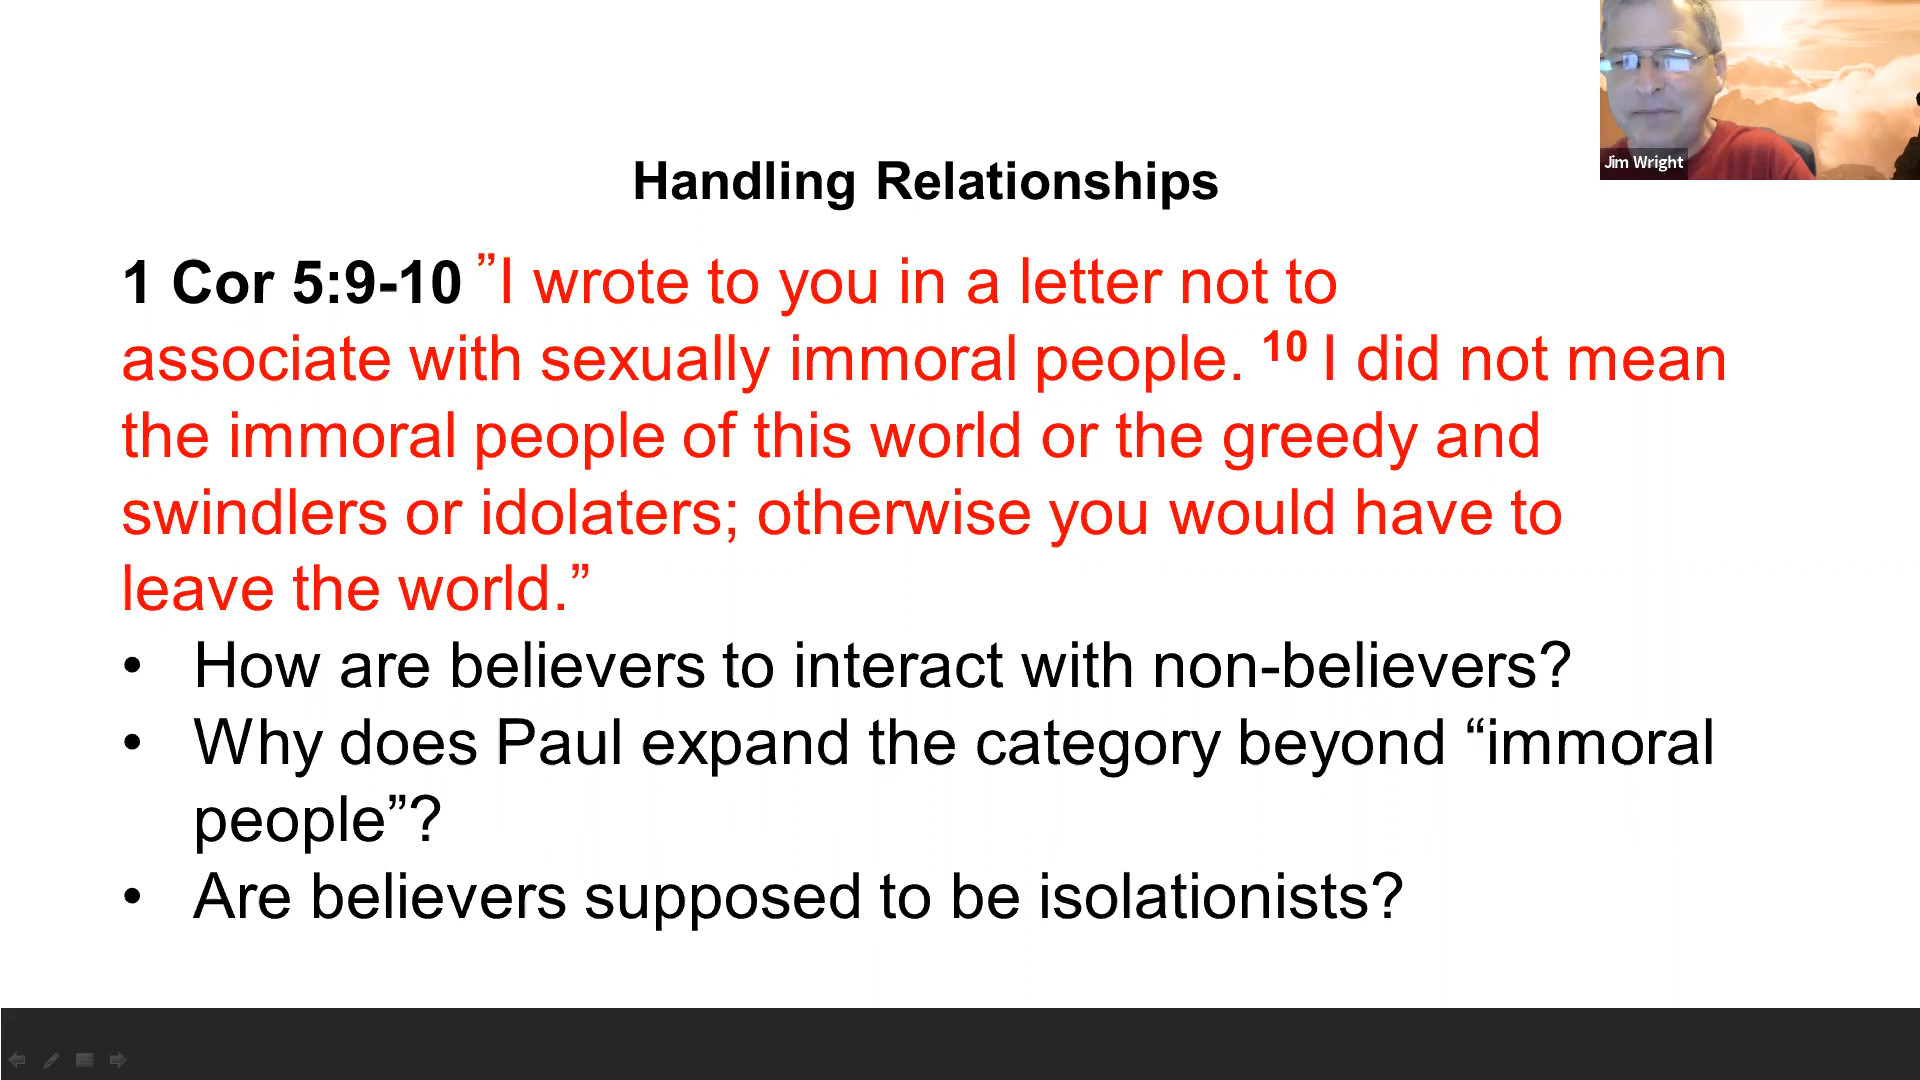 Jim Wright
Handling Relationships
1 Cor 5:9-10 ”I wrote to you in a letter not to
associate with sexually immoral people. 10 I did not mean
the immoral people of this world or the greedy and
swindlers or idolaters; otherwise you would have to
leave the world.”
• How are believers to interact with non-believers?
• Why does Paul expand the category beyond “immoral
people”?
• Are believers supposed to be isolationists?